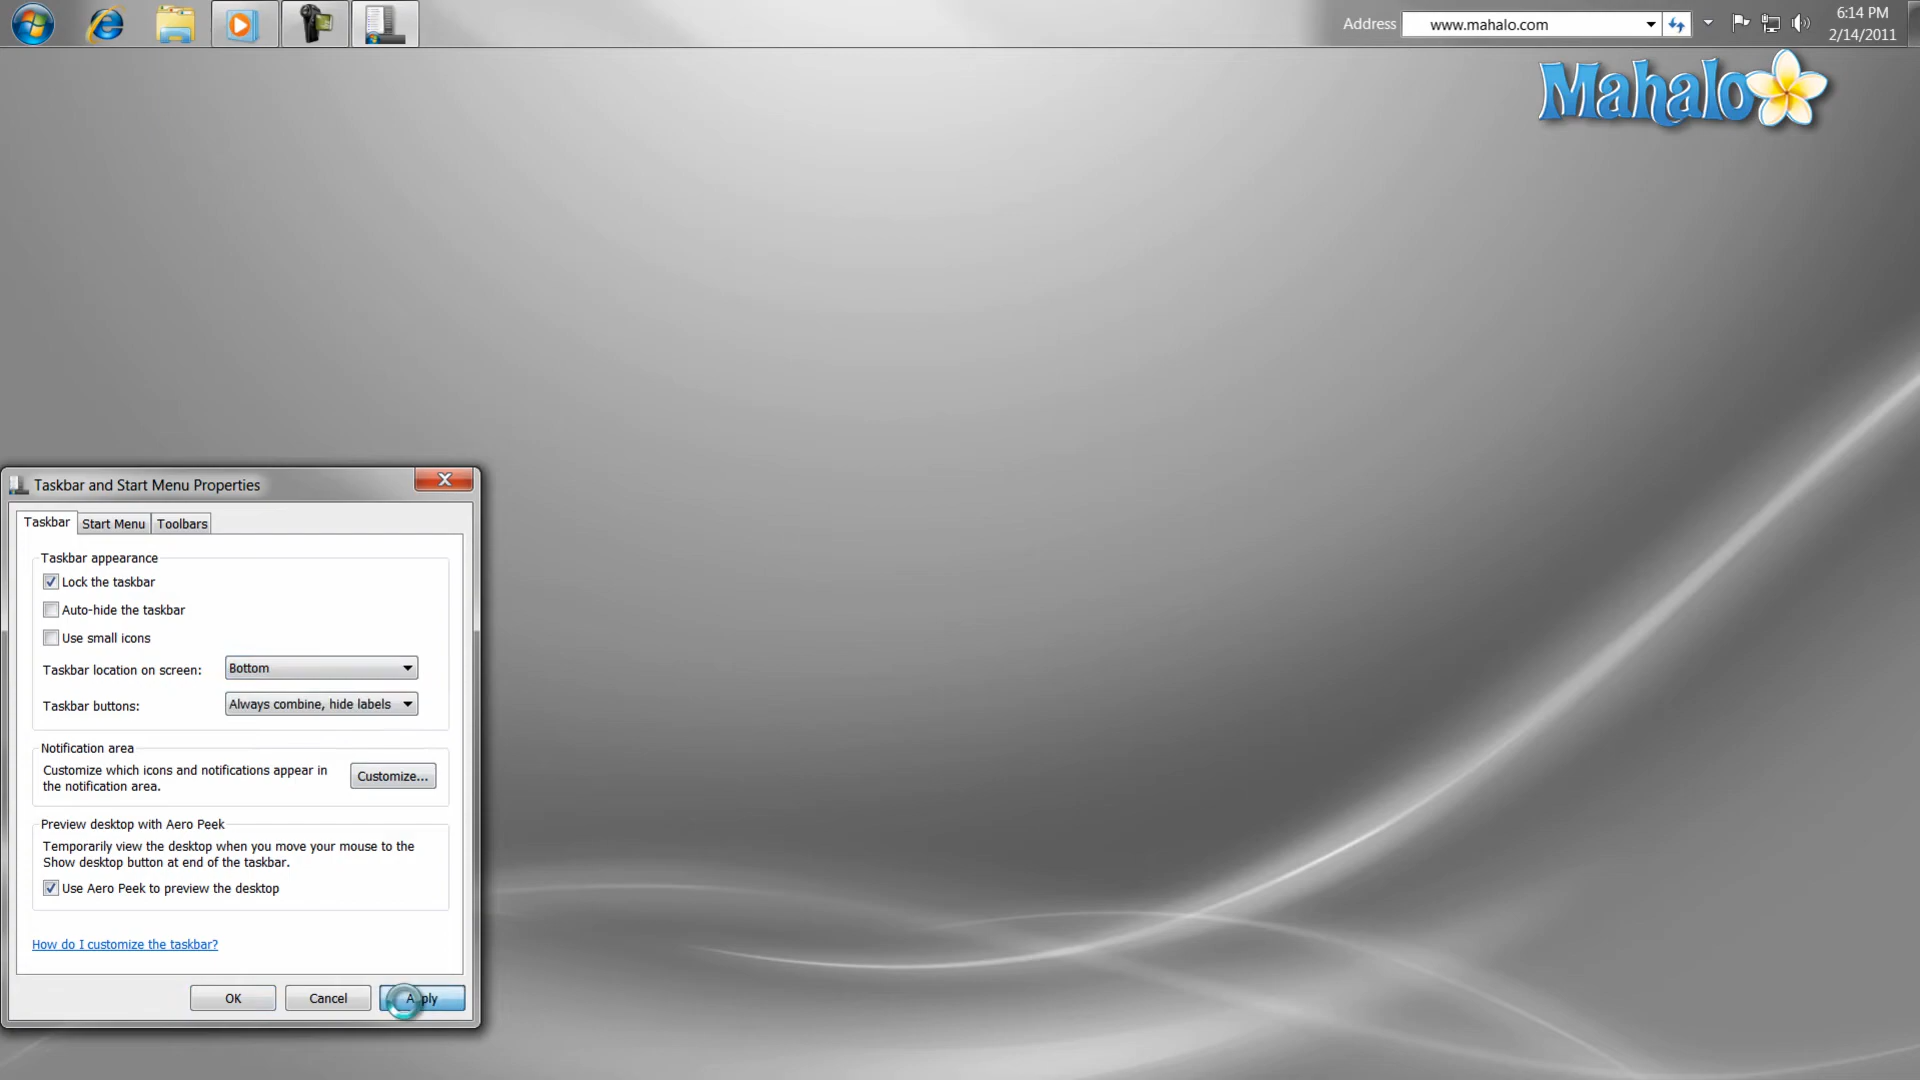 Address www.mahalo.com
6:14 PM
2/14/2011
Mahalo
Taskbar and Start Menu Properties
Taskbar Start Menu Toolbars
Taskbar appearance
Lock the taskbar
Auto-hide the taskbar
Use small icons
Taskbar location on screen: Bottom
Taskbar buttons: Always combine, hide labels
Notification area
Customize which icons and notifications appear in
the notification area.
Customize...
Preview desktop with Aero Peek
Temporarily view the desktop when you move your mouse to the
Show desktop button at end of the taskbar.
Use Aero Peek to preview the desktop
How do I customize the taskbar?
OK Cancel Apply